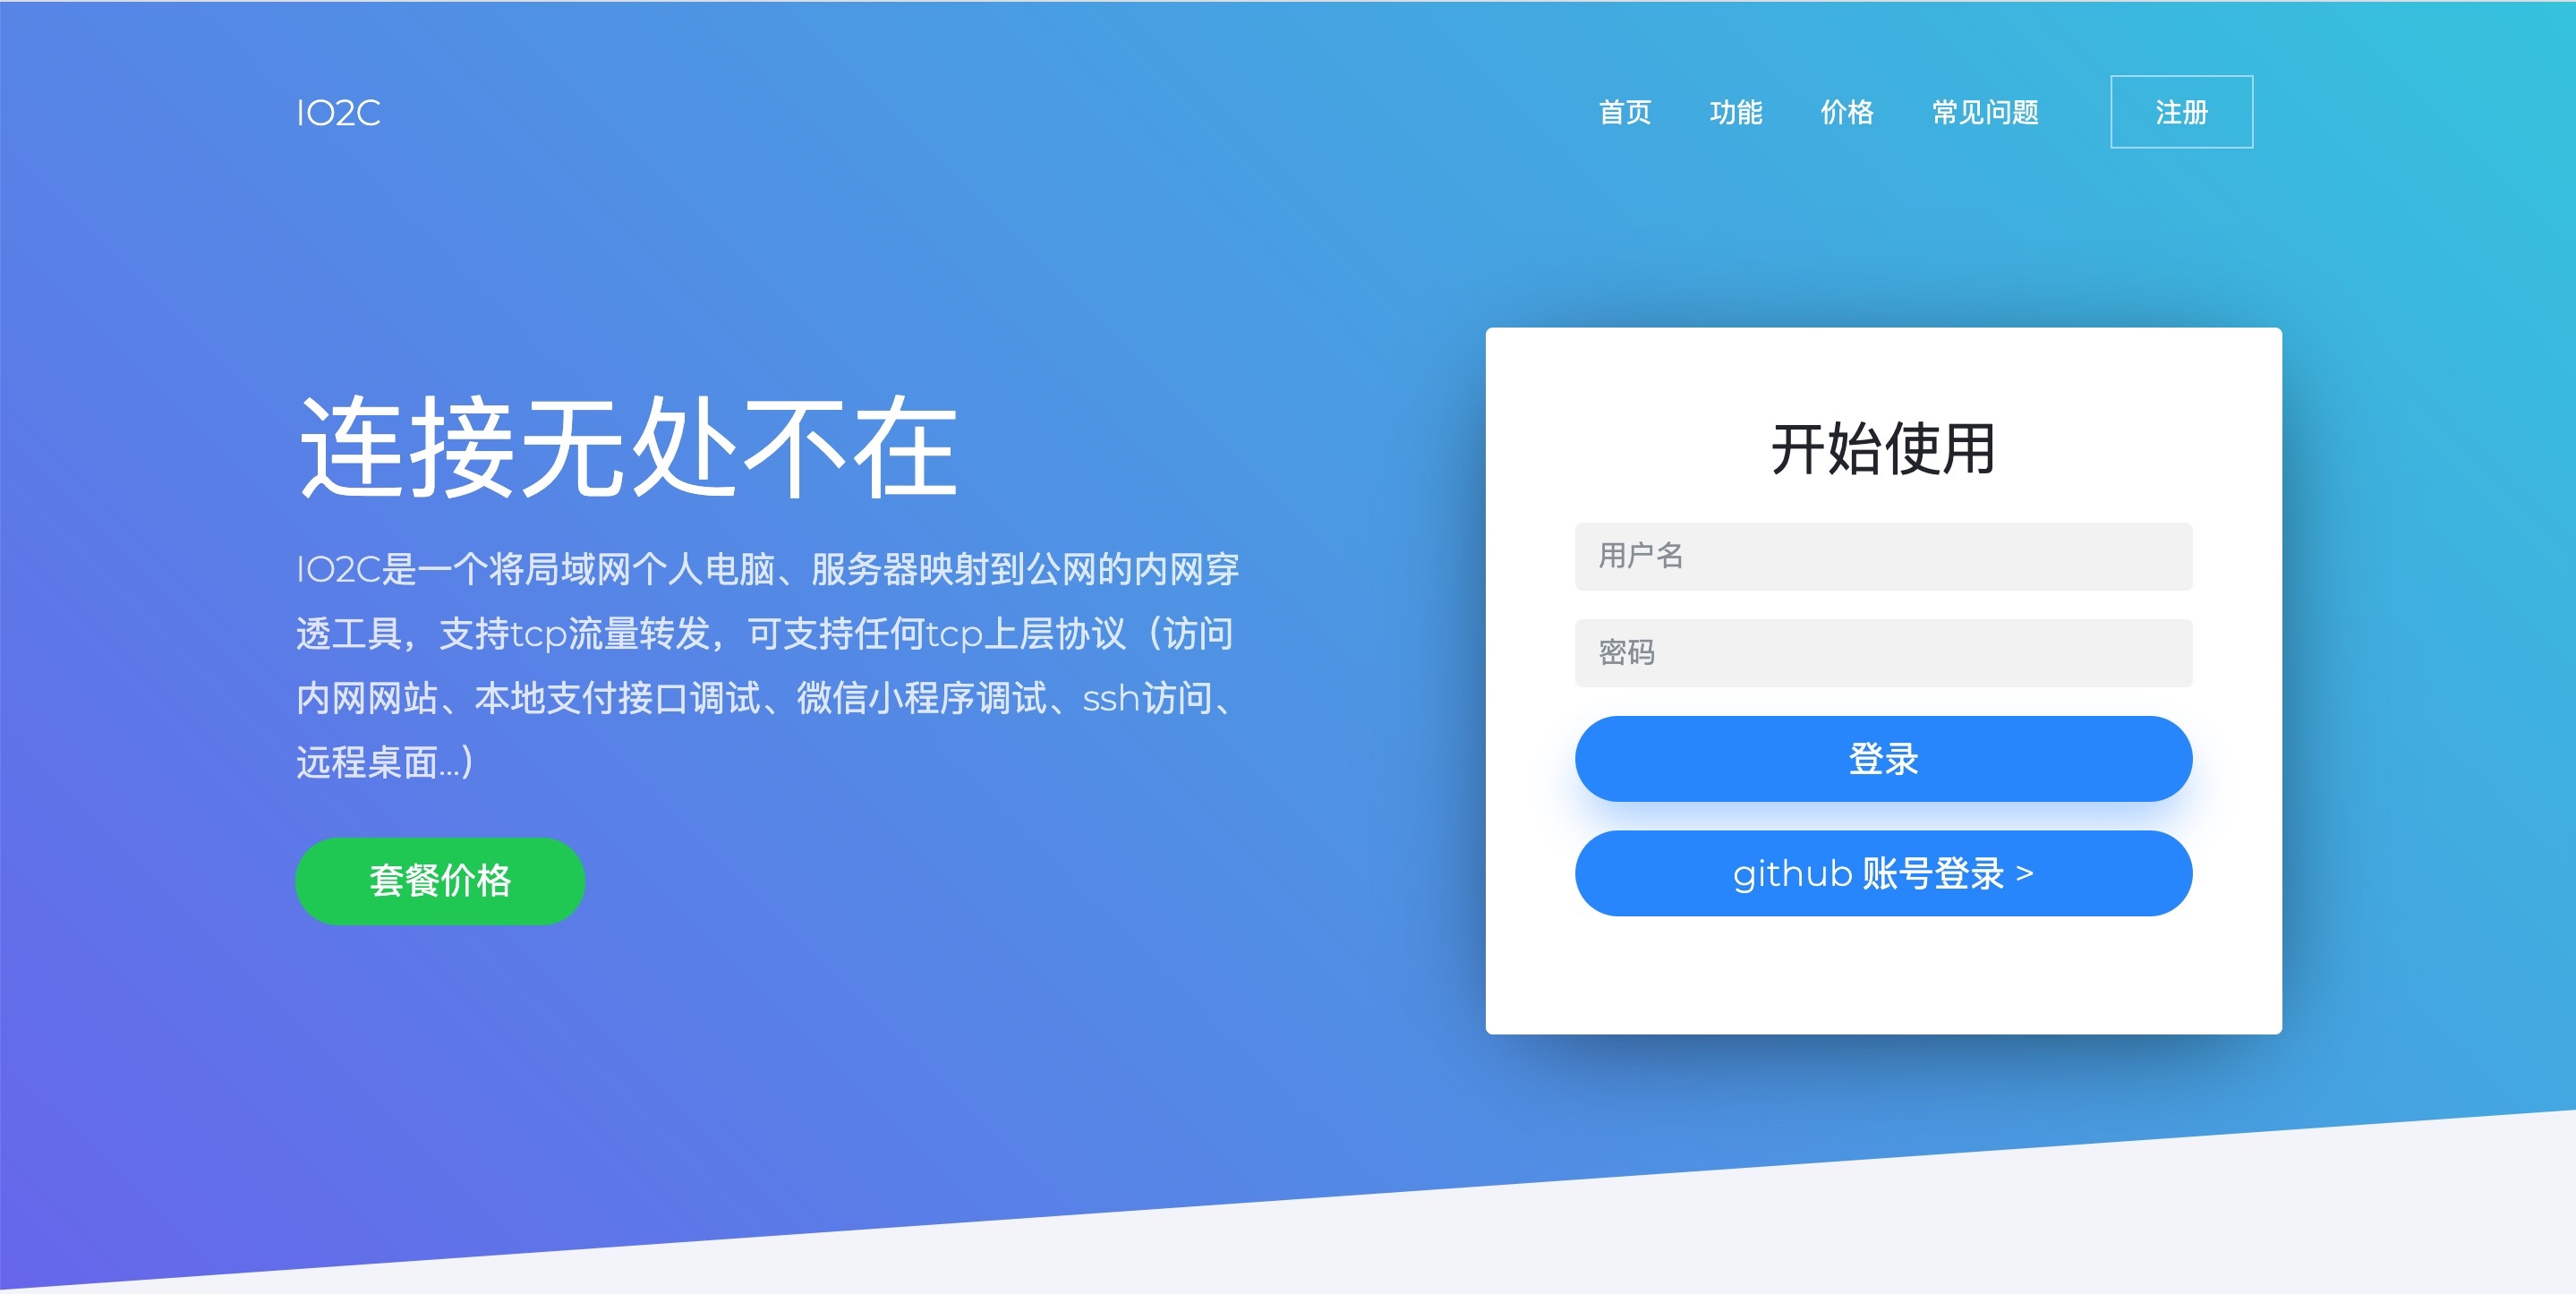 IO2C
首页
功能
价格
常见问题
注册
连接无处不在
IO2C是一个将局域网个人电脑、服务器映射到公网的内网穿
透工具，支持tcp流量转发，可支持任何tcp上层协议（访问
内网网站、本地支付接口调试、微信小程序调试、ssh访问、
远程桌面...）
套餐价格
开始使用
用户名
密码
登录
github 账号登录 >